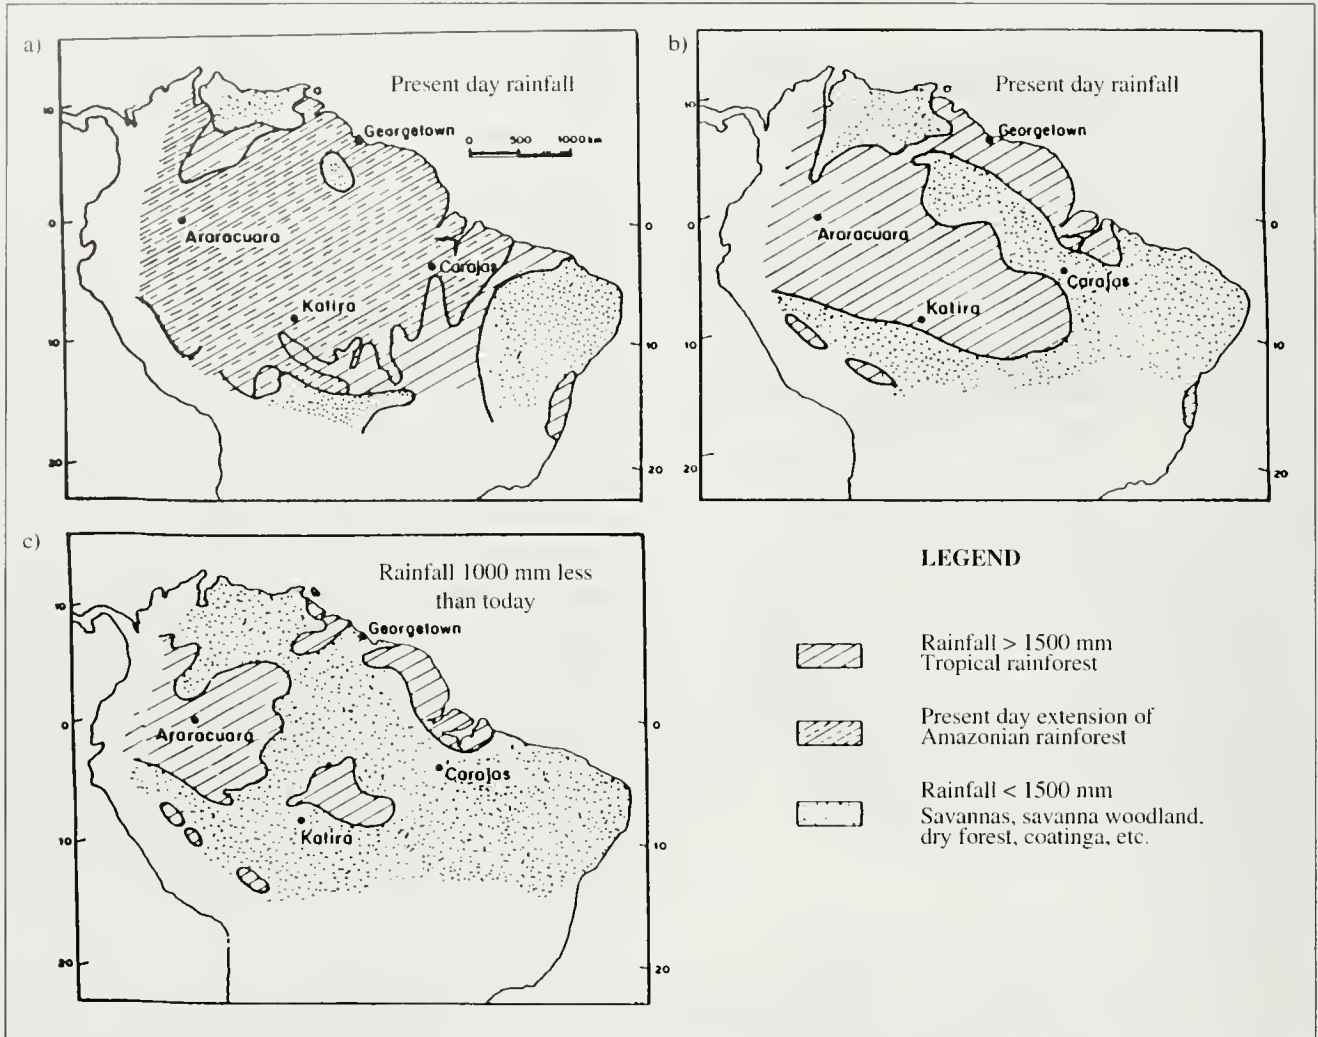 a)
Present day rainfall
10
0
10
20
0
10
20
Georgetown
0 500 1000 km
Araracuara
Carajas
Katira
b)
Present day rainfall
10
0
10
20
0
10
20
Georgetown
Araracuara
Carajas
Katira
c)
Rainfall 1000 mm less
than today
10
0
10
20
0
10
20
Georgetown
Araracuara
Carajas
Katira
LEGEND
Rainfall > 1500 mm
Tropical rainforest
Present day extension of
Amazonian rainforest
Rainfall < 1500 mm
Savannas, savanna woodland,
dry forest, coatinga, etc.